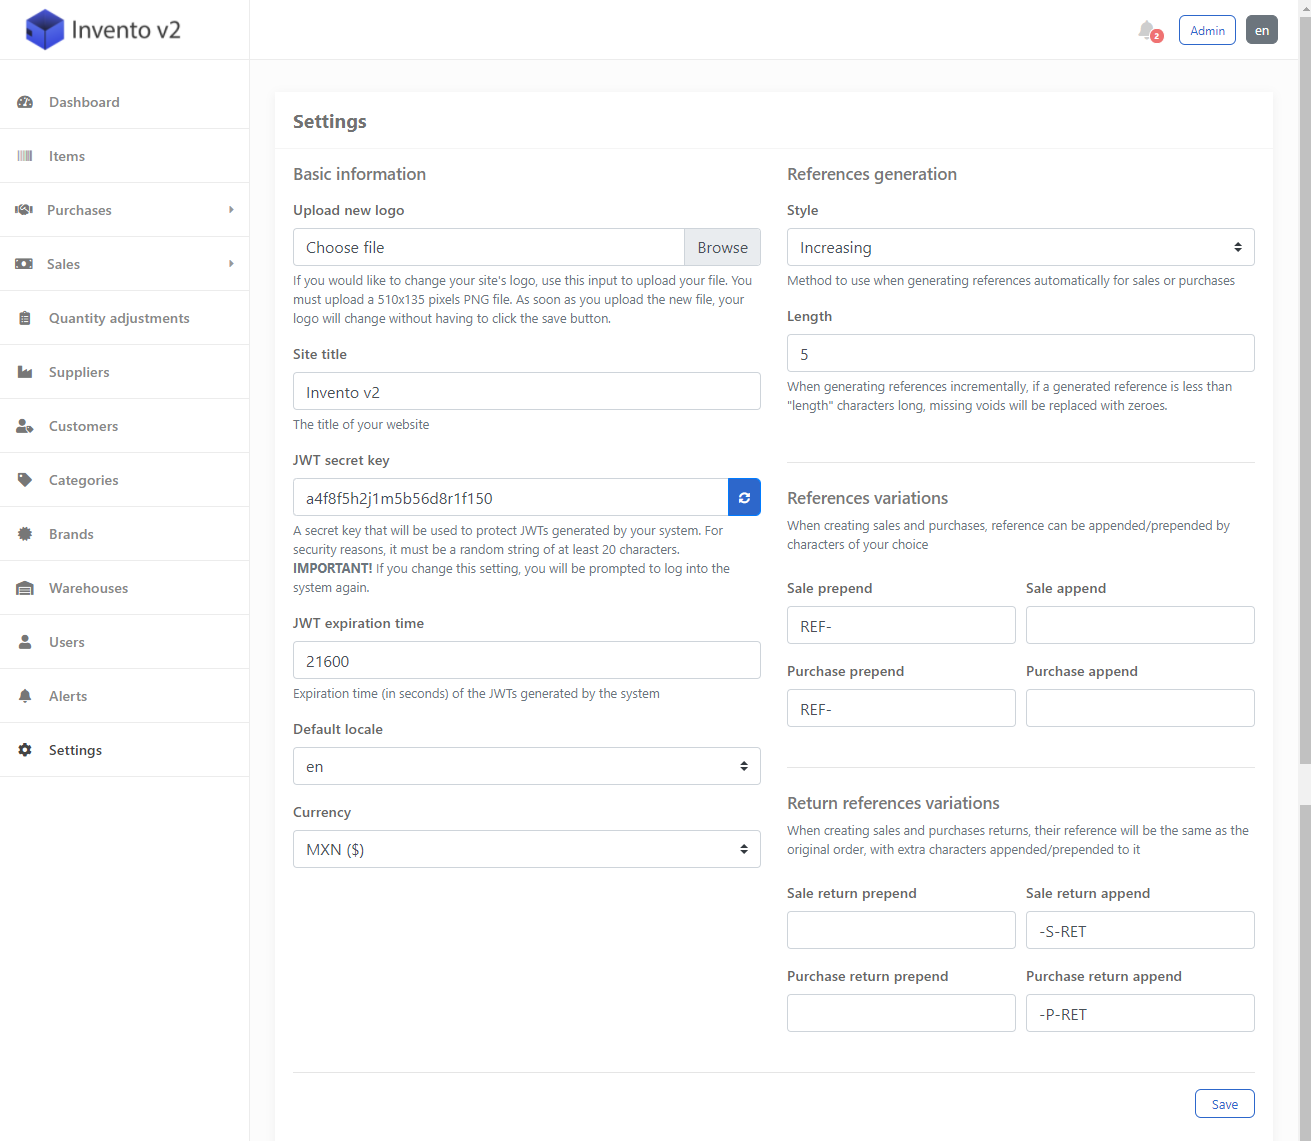 Invento v2
2
Admin
en
Dashboard
Items
Purchases
Sales
Quantity adjustments
Suppliers
Customers
Categories
Brands
Warehouses
Users
Alerts
Settings
Settings
Basic information
Upload new logo
Choose file
Browse
If you would like to change your site's logo, use this input to upload your file. You
must upload a 510x135 pixels PNG file. As soon as you upload the new file, your
logo will change without having to click the save button.
Site title
Invento v2
The title of your website
JWT secret key
a4f8f5h2j1m5b56d8r1f150
A secret key that will be used to protect JWTs generated by your system. For
security reasons, it must be a random string of at least 20 characters.
IMPORTANT! If you change this setting, you will be prompted to log into the
system again.
JWT expiration time
21600
Expiration time (in seconds) of the JWTs generated by the system
Default locale
en
Currency
MXN ($)
References generation
Style
Increasing
Method to use when generating references automatically for sales or purchases
Length
5
When generating references incrementally, if a generated reference is less than
"length" characters long, missing voids will be replaced with zeroes.
References variations
When creating sales and purchases, reference can be appended/prepended by
characters of your choice
Sale prepend
Sale append
REF-
Purchase prepend
Purchase append
REF-
Return references variations
When creating sales and purchases returns, their reference will be the same as the
original order, with extra characters appended/prepended to it
Sale return prepend
Sale return append
-S-RET
Purchase return prepend
Purchase return append
-P-RET
Save